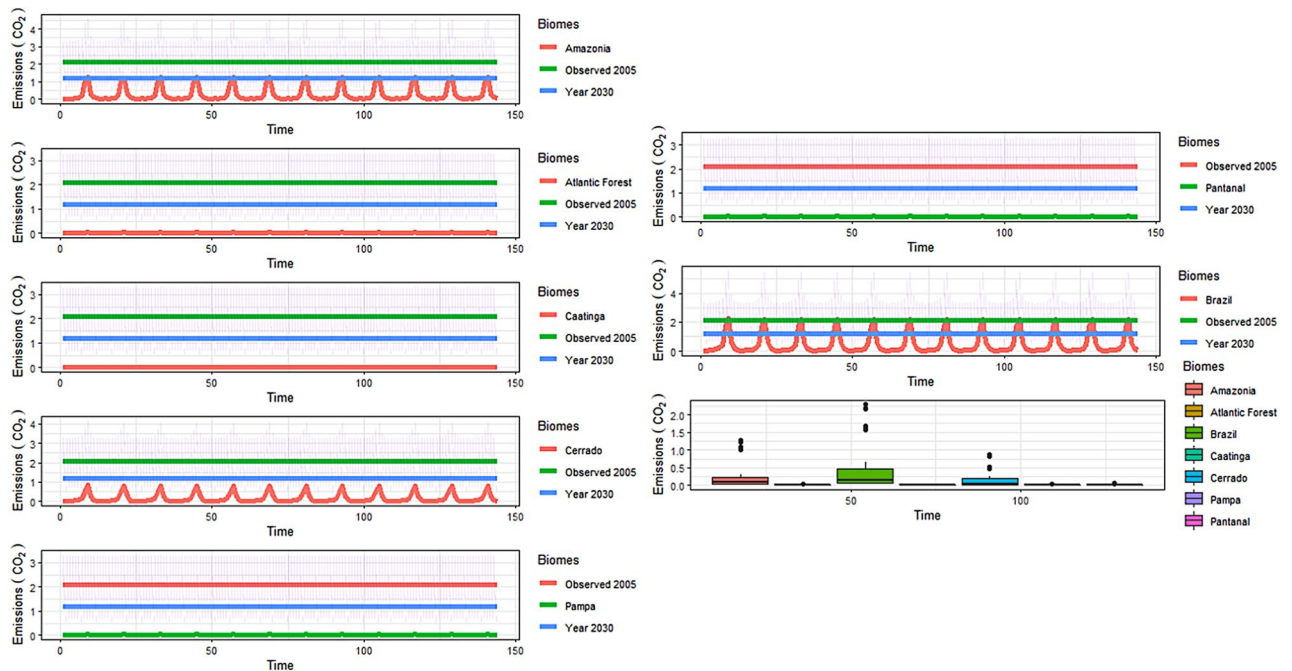 Emissions ( CO2 )
4
3
2
1
0
0 50 100 150
Time
Biomes
Amazonia
Observed 2005
Year 2030
Emissions ( CO2 )
3
2
1
0
0 50 100 150
Time
Biomes
Atlantic Forest
Observed 2005
Year 2030
Emissions ( CO2 )
3
2
1
0
0 50 100 150
Time
Biomes
Caatinga
Observed 2005
Year 2030
Emissions ( CO2 )
4
3
2
1
0
0 50 100 150
Time
Biomes
Cerrado
Observed 2005
Year 2030
Emissions ( CO2 )
3
2
1
0
0 50 100 150
Time
Biomes
Observed 2005
Pampa
Year 2030
Emissions ( CO2 )
3
2
1
0
0 50 100 150
Time
Biomes
Observed 2005
Pantanal
Year 2030
Emissions ( CO2 )
4
2
0
0 50 100 150
Time
Biomes
Brazil
Observed 2005
Year 2030
Emissions ( CO2 )
2.0
1.5
1.0
0.5
0.0
50 100
Time
Biomes
Amazonia
Atlantic Forest
Brazil
Caatinga
Cerrado
Pampa
Pantanal